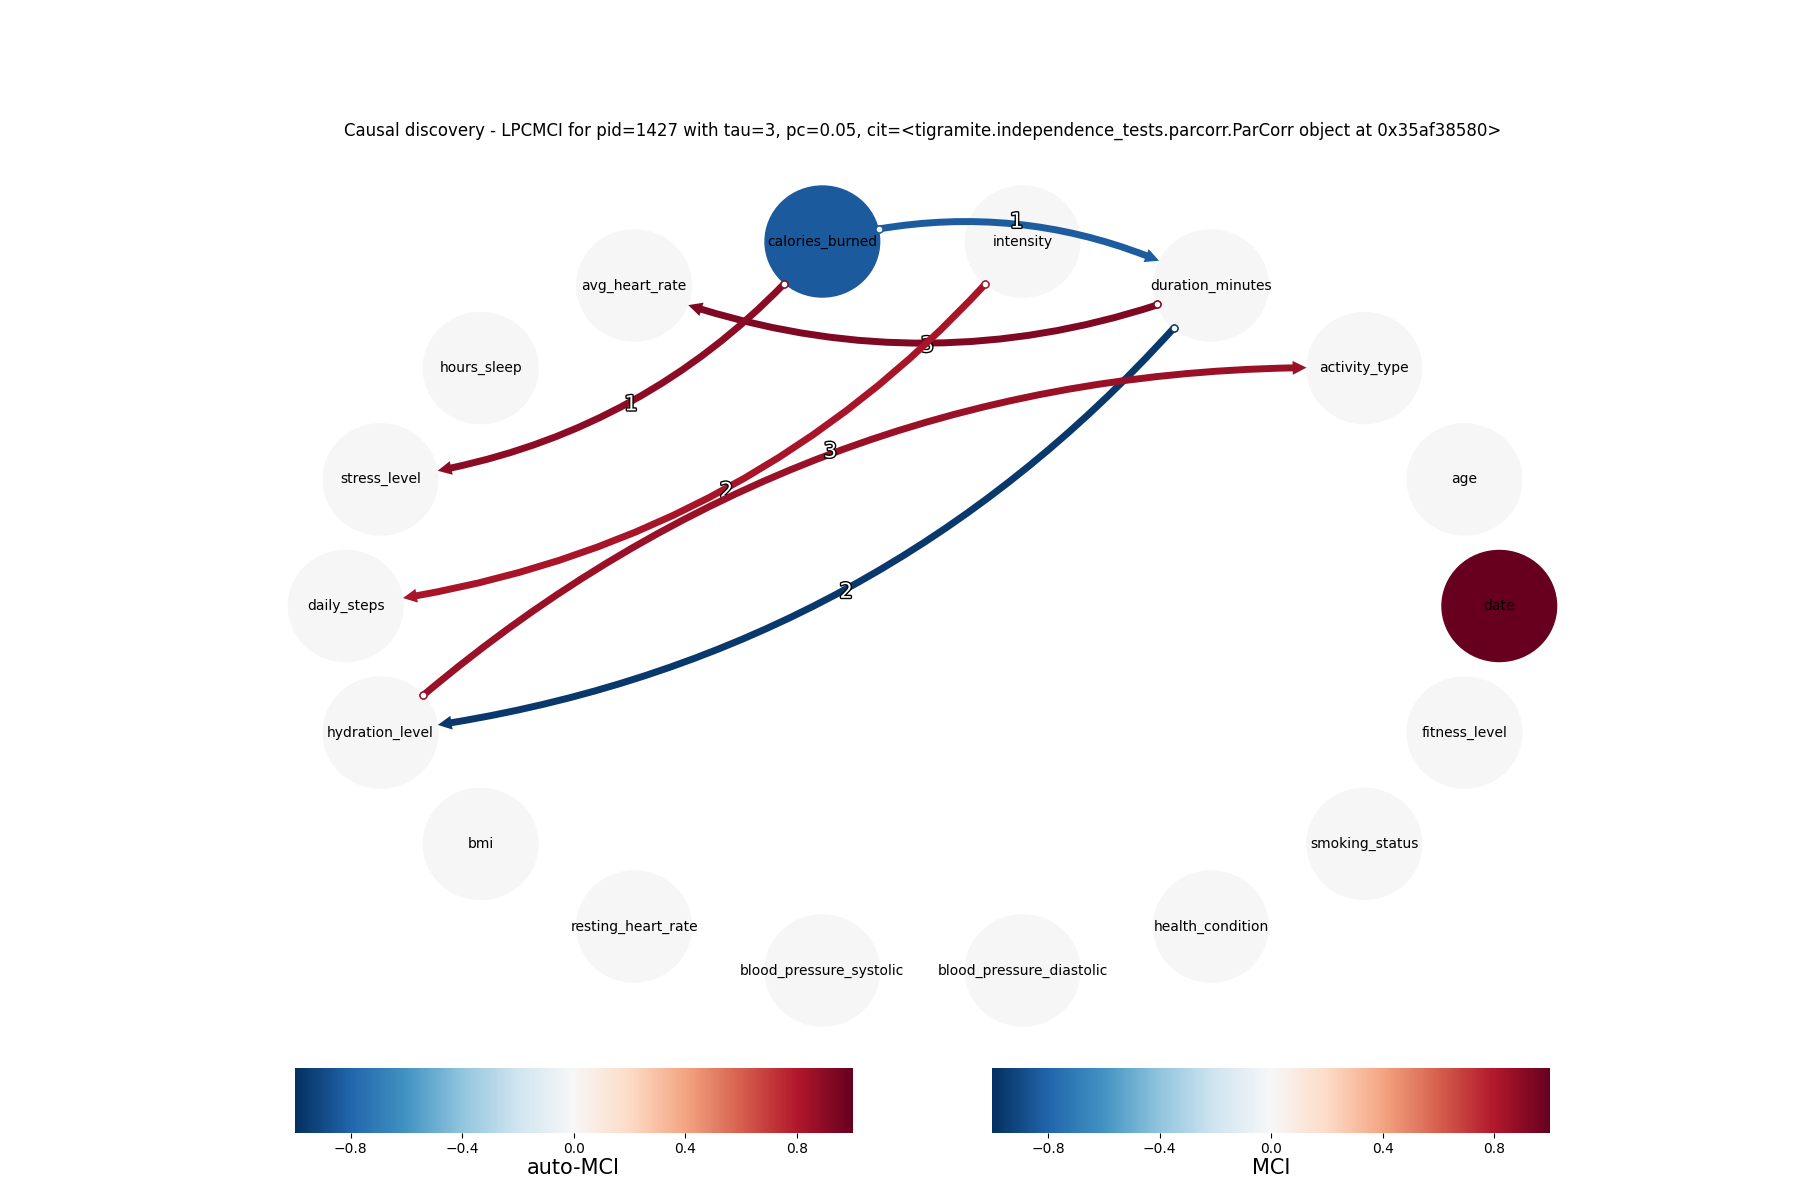 Causal discovery - LPCMCI for pid=1427 with tau=3, pc=0.05, cit=<tigramite.independence_tests.parcorr.ParCorr object at 0x35af38580>
1
calories_burned
intensity
avg_heart_rate
duration_minutes
3
hours_sleep
activity_type
1
3
stress_level
age
2
2
daily_steps
date
hydration_level
fitness_level
bmi
smoking_status
resting_heart_rate
health_condition
blood_pressure_systolic
blood_pressure_diastolic
−0.8 −0.4 0.0 0.4 0.8
auto-MCI
−0.8 −0.4 0.0 0.4 0.8
MCI